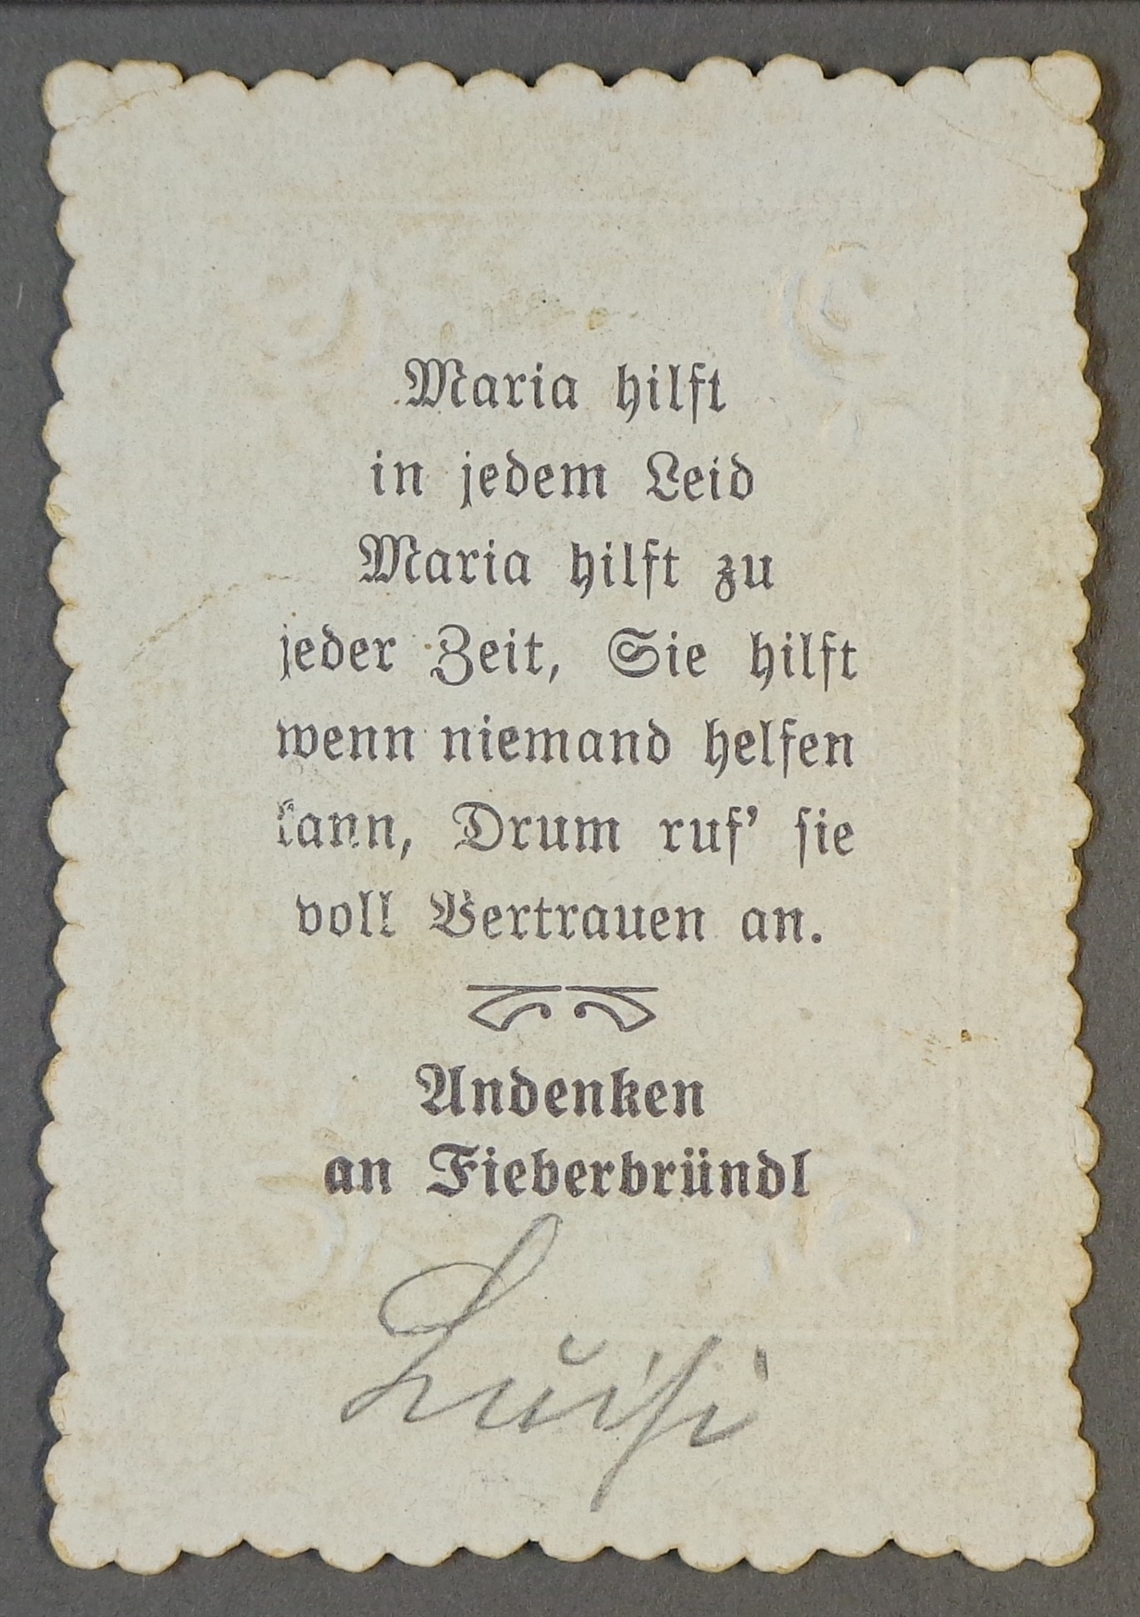 Maria hilft
in jedem Leid
Maria hilft zu
jeder Zeit, Sie hilft
wenn niemand helfen
kann, Drum ruf’ sie
voll Vertrauen an.
Andenken
an Fieberbründl
Luisi